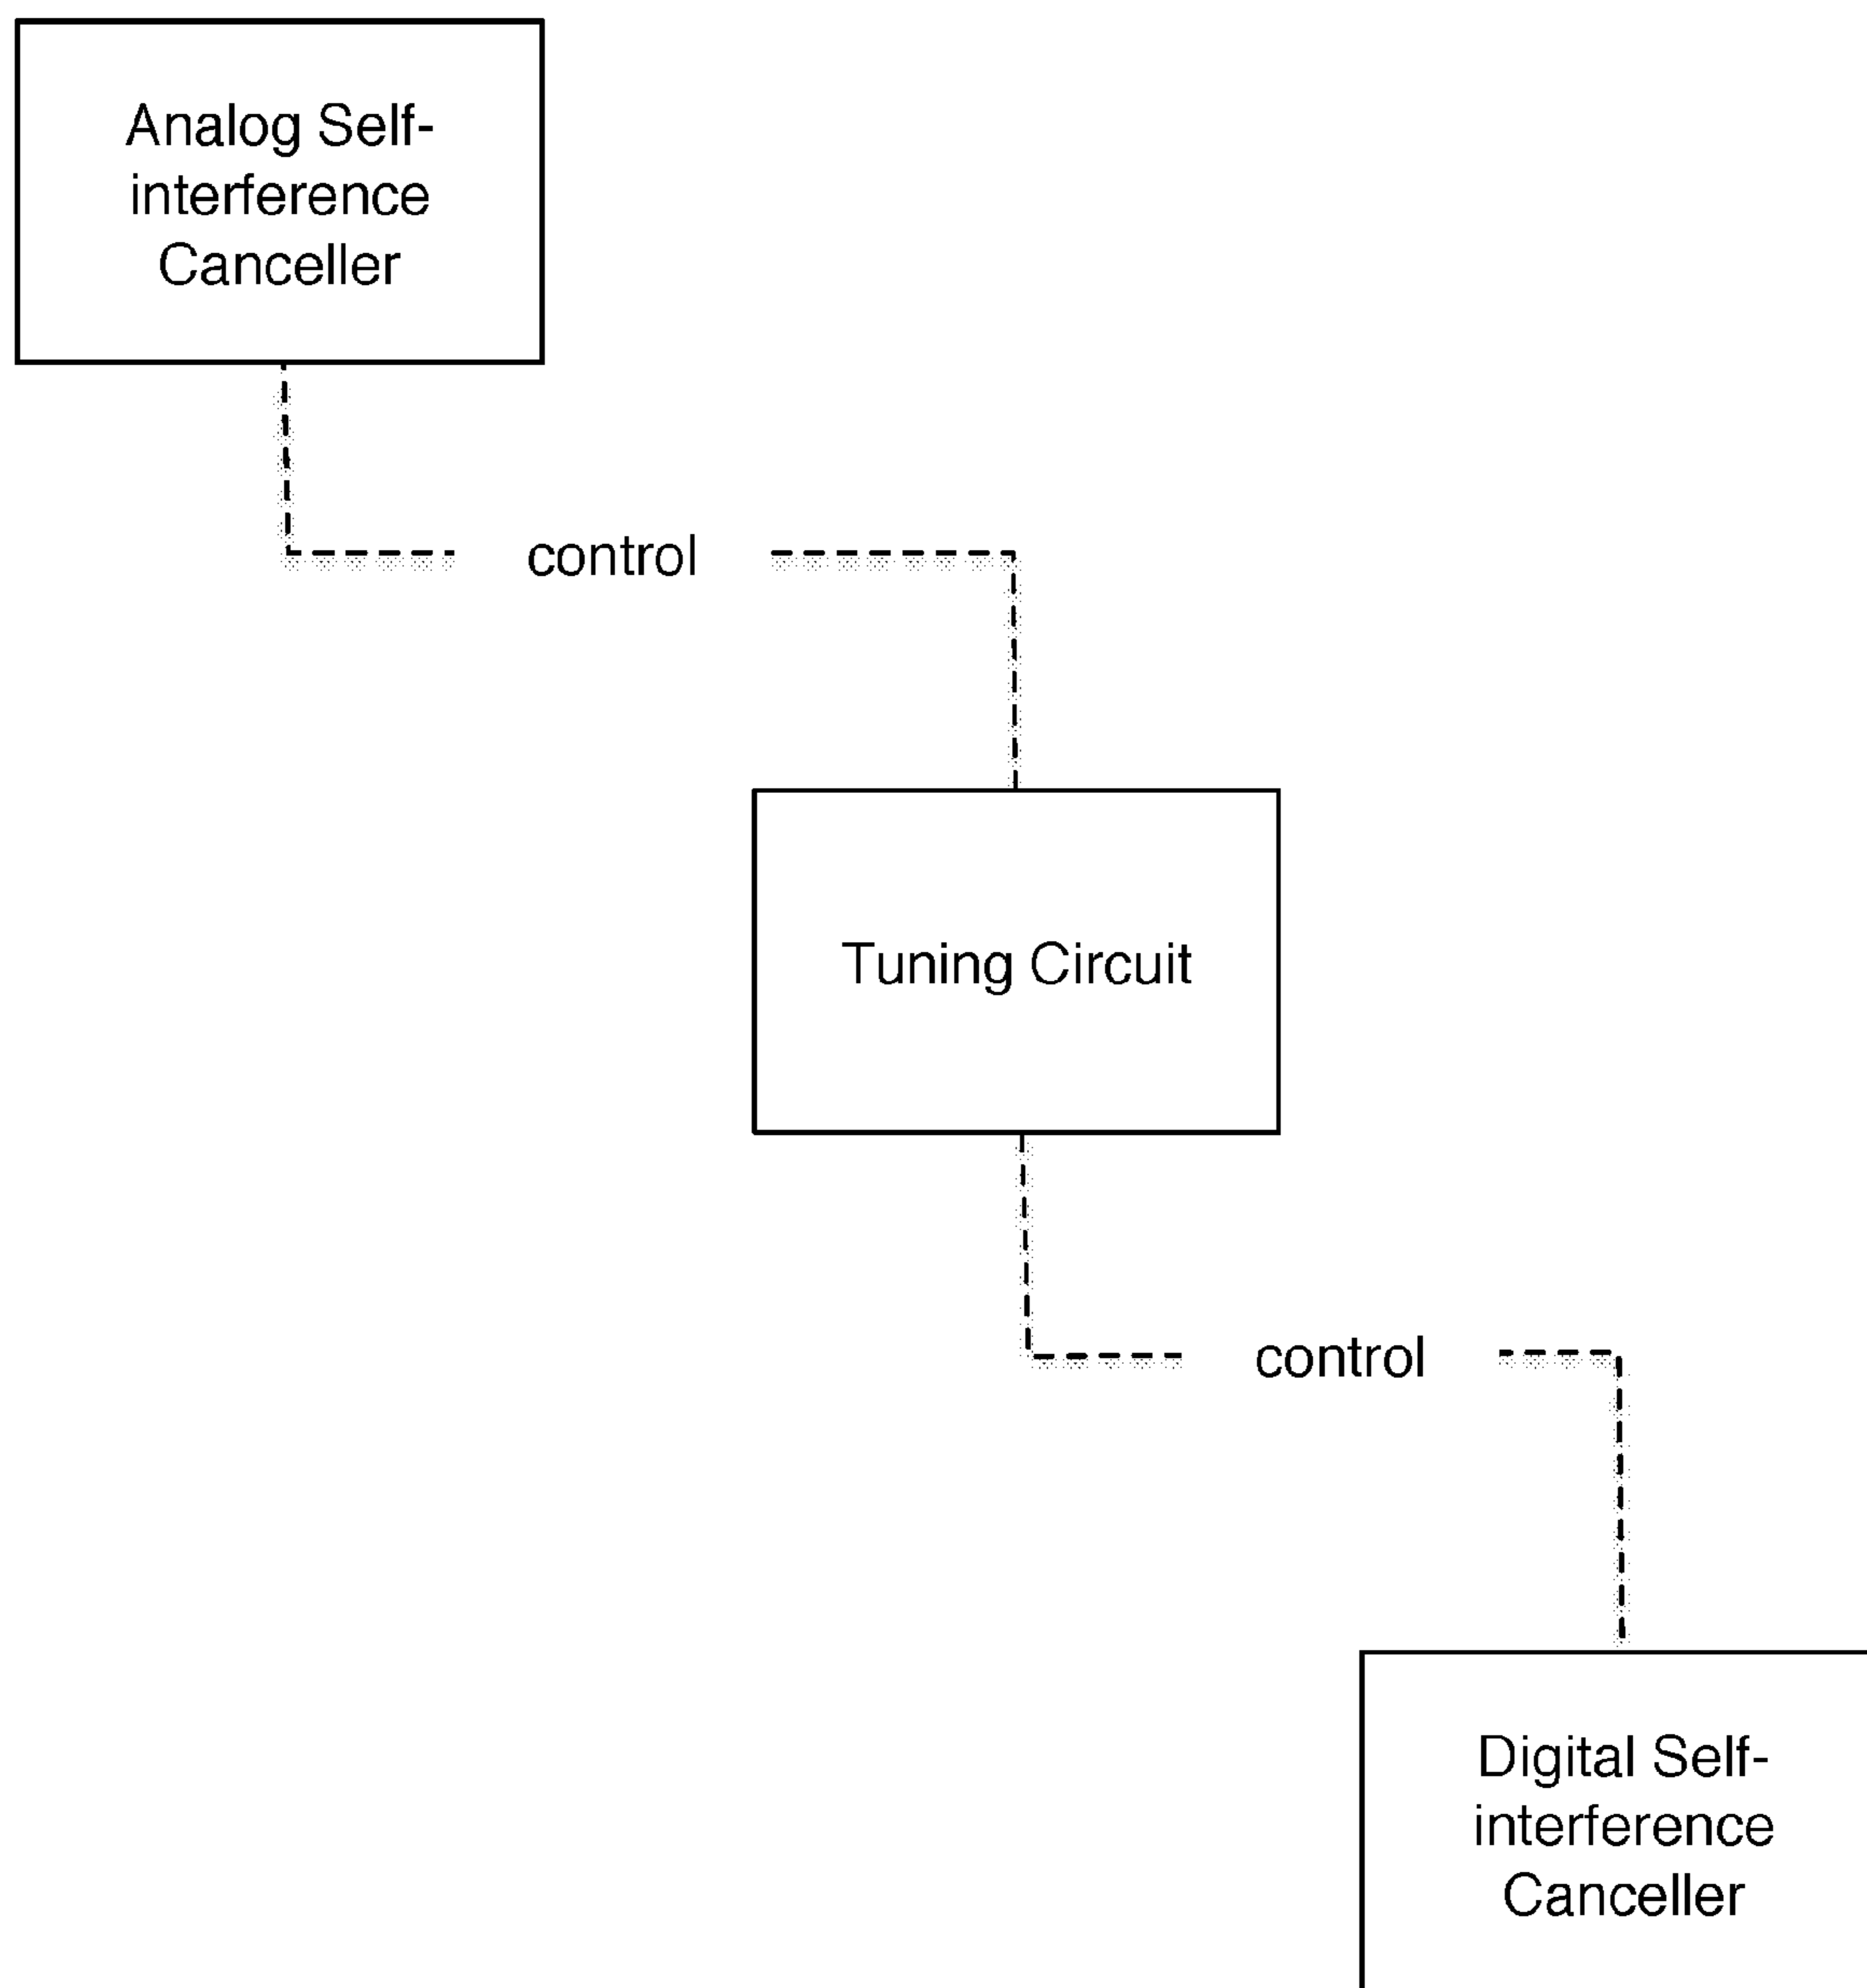 Analog Self-
interference
Canceller
control
Tuning Circuit
control
Digital Self-
interference
Canceller